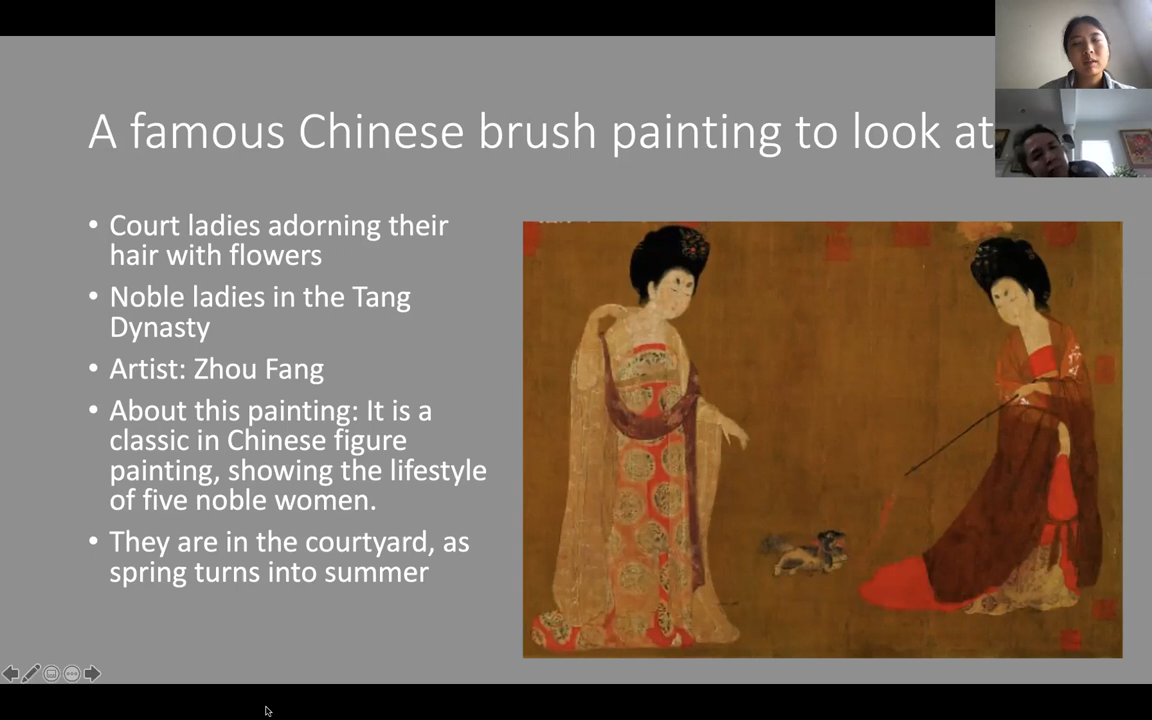 A famous Chinese brush painting to look at
• Court ladies adorning their
hair with flowers
• Noble ladies in the Tang
Dynasty
• Artist: Zhou Fang
• About this painting: It is a
classic in Chinese figure
painting, showing the lifestyle
of five noble women.
• They are in the courtyard, as
spring turns into summer